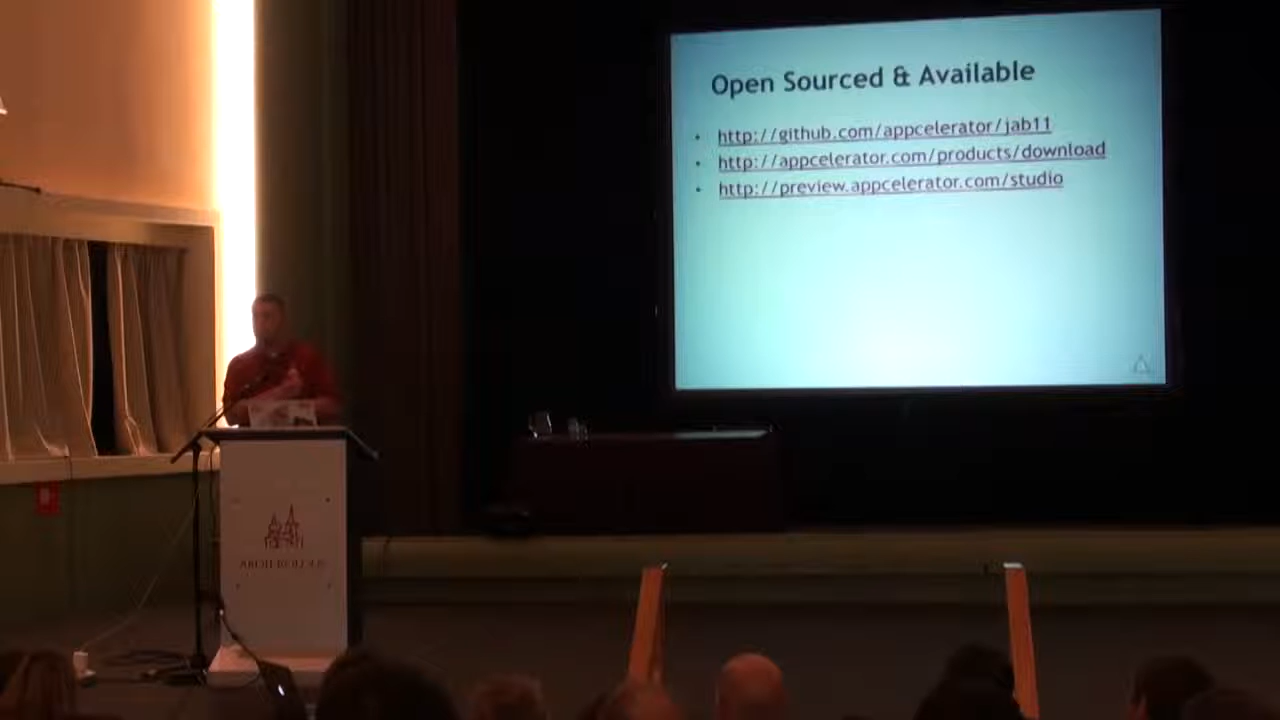 Open Sourced & Available
• http://github.com/appcelerator/jab11
• http://appcelerator.com/products/download
• http://preview.appcelerator.com/studio